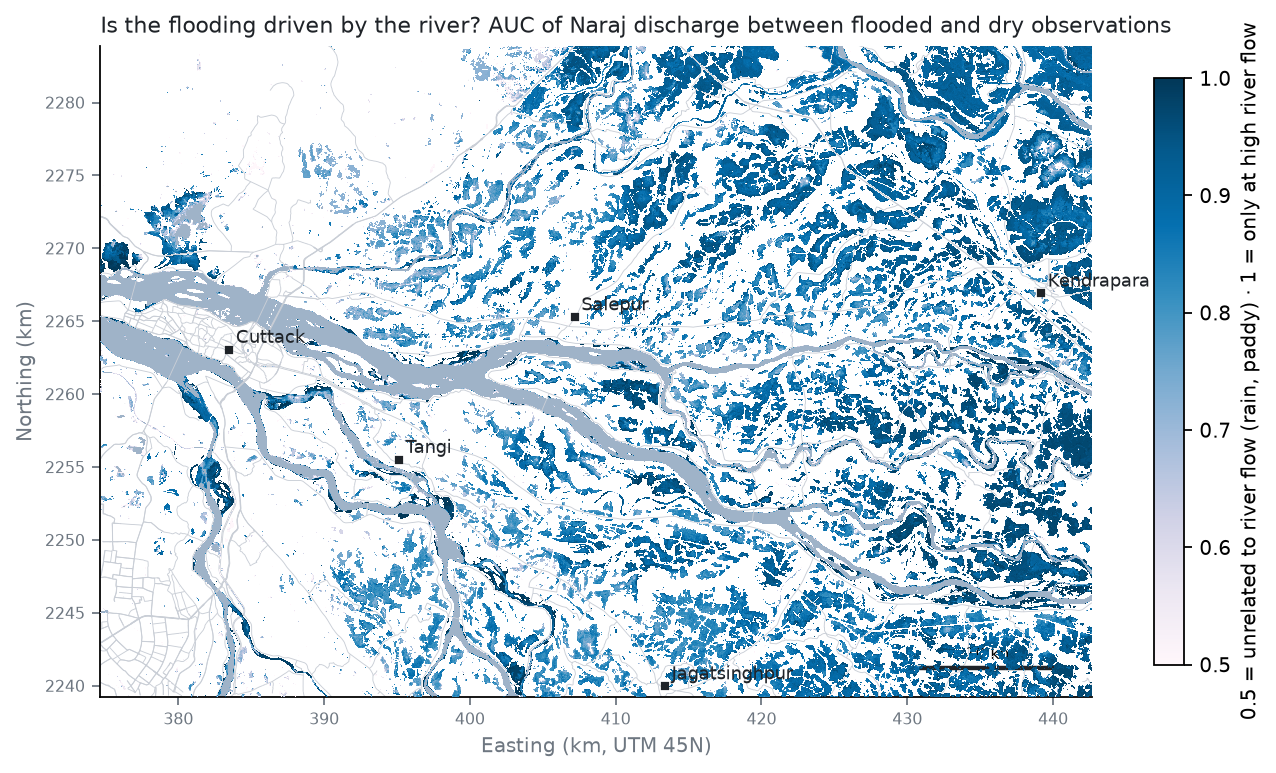 Is the flooding driven by the river? AUC of Naraj discharge between flooded and dry observations
Northing (km)
2280
2275
2270
2265
2260
2255
2250
2245
2240
Kendrapara
Salepur
Cuttack
Tangi
Jagatsinghpur
380
390
400
410
420
430
440
Easting (km, UTM 45N)
1.0
0.9
0.8
0.7
0.6
0.5
0.5 = unrelated to river flow (rain, paddy) · 1 = only at high river flow